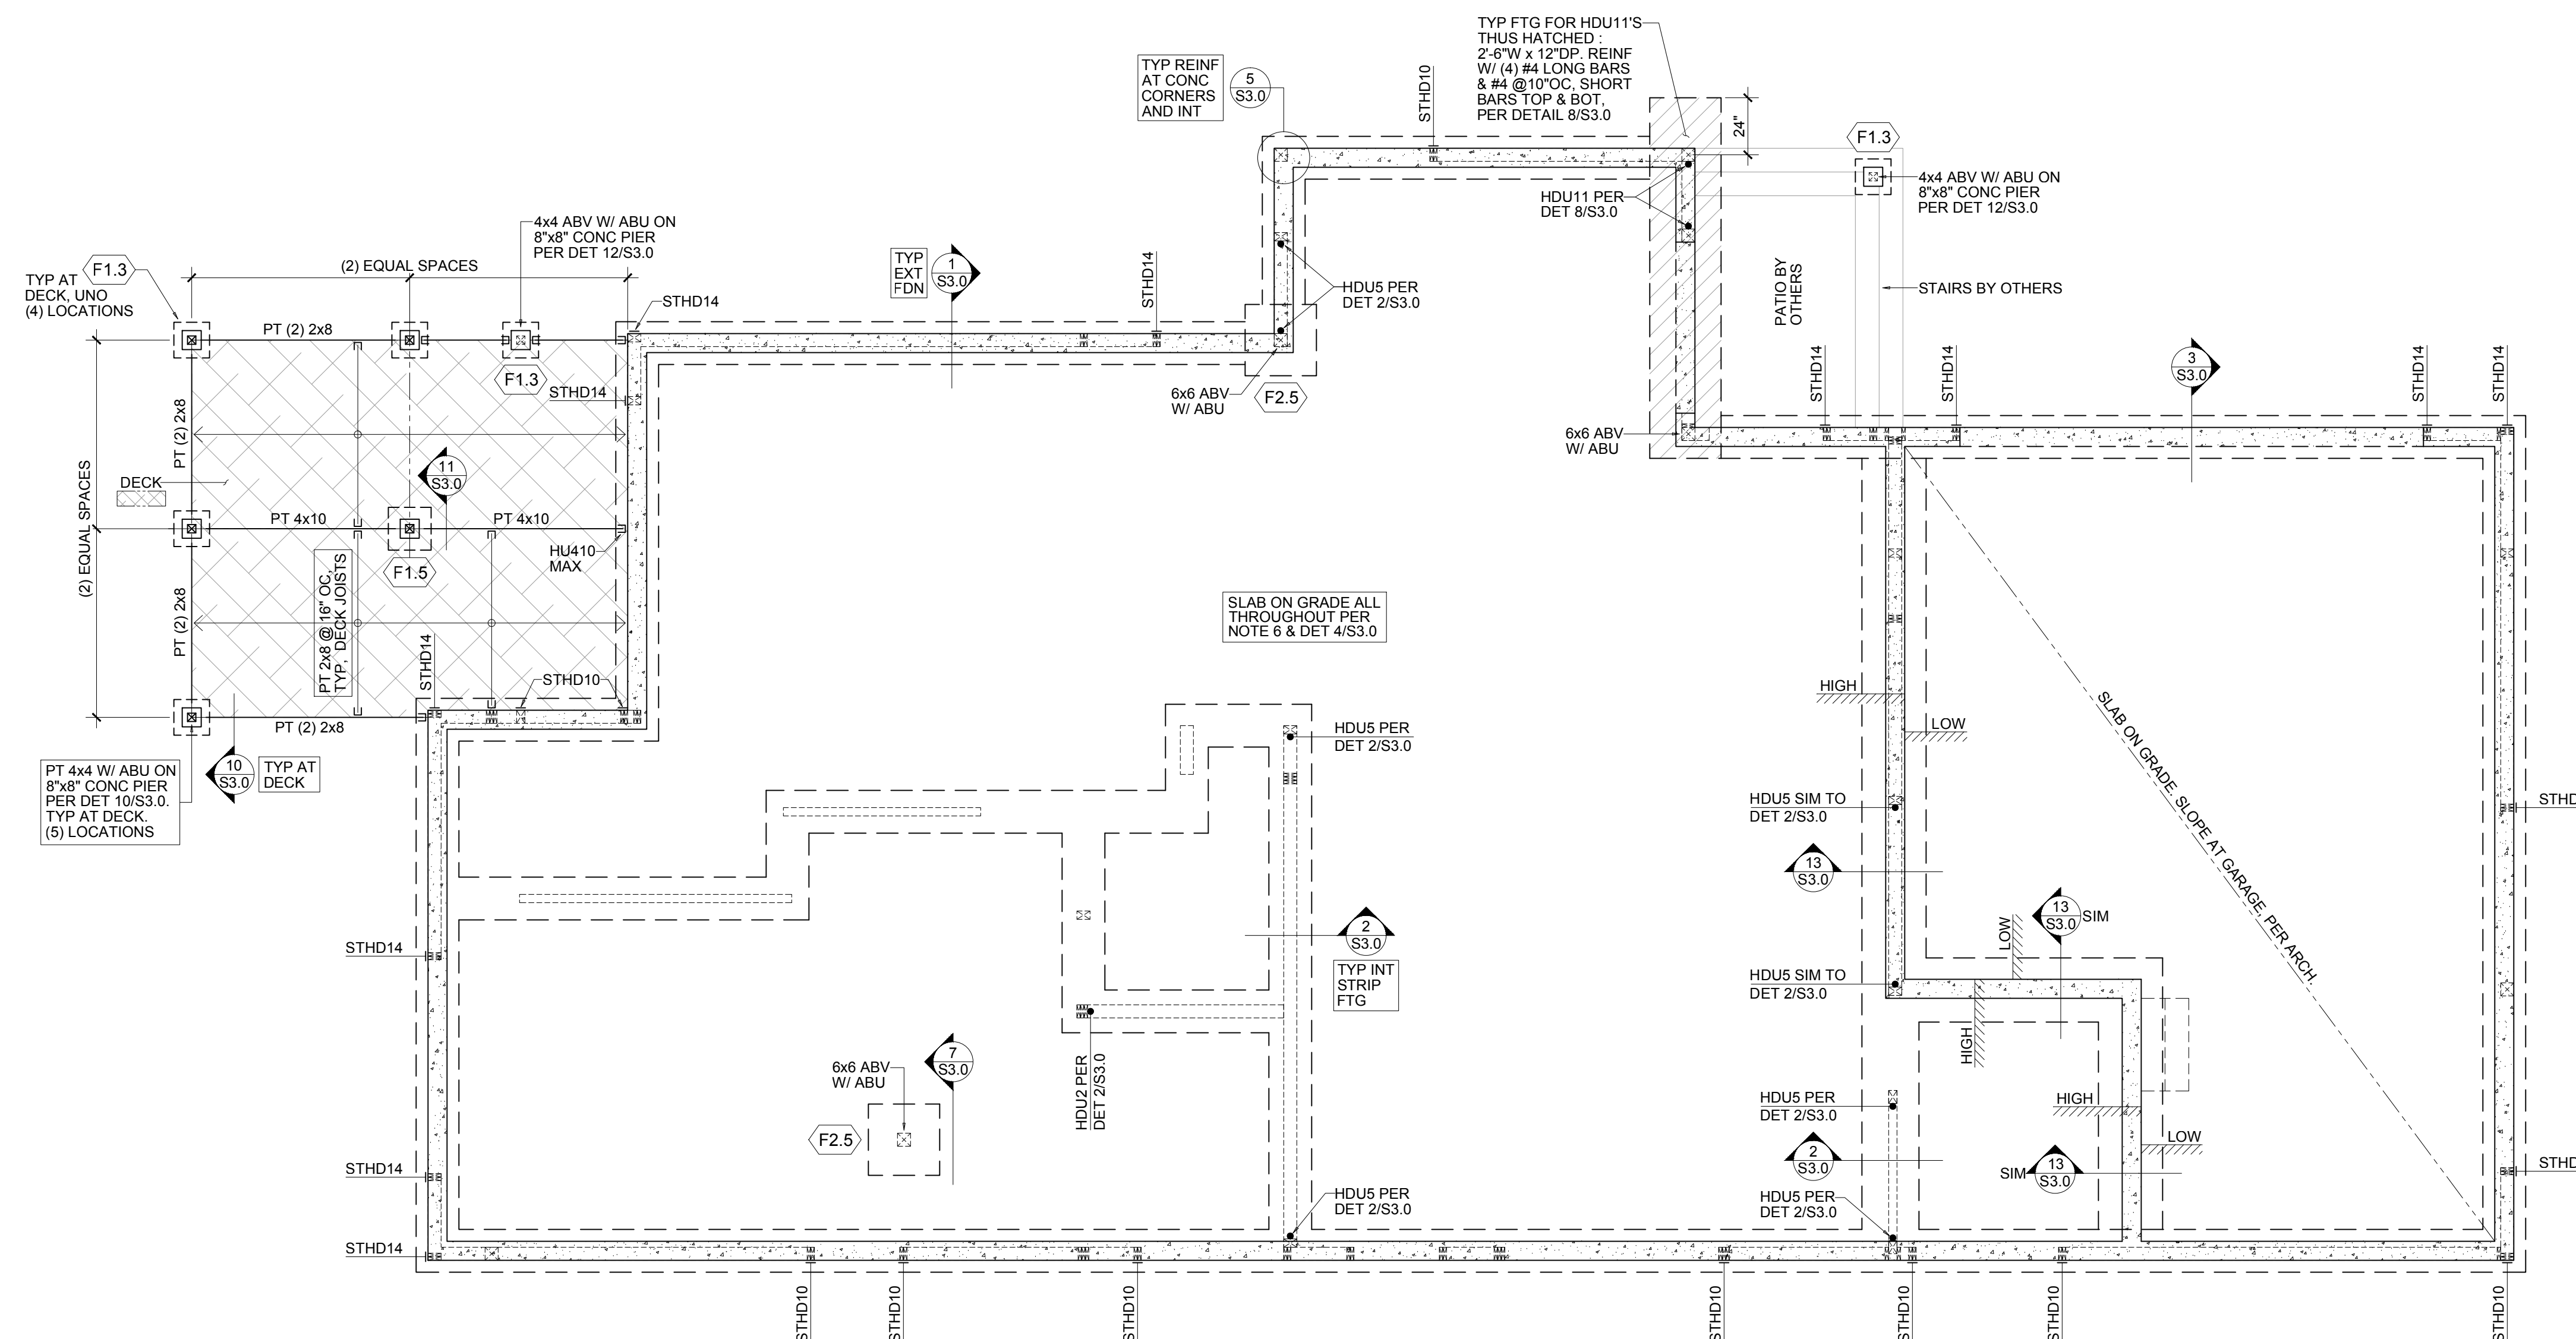 TYP FTG FOR HDU11'S
THUS HATCHED :
2'-6"W x 12"DP. REINF
W/ (4) #4 LONG BARS
& #4 @10"OC, SHORT
BARS TOP & BOT,
PER DETAIL 8/S3.0
TYP REINF
AT CONC
CORNERS
AND INT
5
S3.0
STHD10
24"
F1.3
4x4 ABV W/ ABU ON
8"x8" CONC PIER
PER DET 12/S3.0
HDU11 PER
DET 8/S3.0
4x4 ABV W/ ABU ON
8"x8" CONC PIER
PER DET 12/S3.0
(2) EQUAL SPACES
F1.3
TYP AT
DECK, UNO
(4) LOCATIONS
TYP
EXT
FDN
1
S3.0
STHD14
HDU5 PER
DET 2/S3.0
PATIO BY
OTHERS
STAIRS BY OTHERS
STHD14
PT (2) 2x8
F1.3
STHD14
6x6 ABV
W/ ABU
F2.5
STHD14
STHD14
3
S3.0
STHD14
STHD14
6x6 ABV
W/ ABU
PT (2) 2x8
(2) EQUAL SPACES
DECK
11
S3.0
PT 4x10
PT 4x10
HU410
MAX
F1.5
PT 2x8 @ 16" OC,
TYP, DECK JOISTS
PT (2) 2x8
SLAB ON GRADE ALL
THROUGHOUT PER
NOTE 6 & DET 4/S3.0
STHD14
STHD10
PT (2) 2x8
HIGH
LOW
SLAB ON GRADE. SLOPE AT GARAGE, PER ARCH.
HDU5 PER
DET 2/S3.0
PT 4x4 W/ ABU ON
8"x8" CONC PIER
PER DET 10/S3.0.
TYP AT DECK.
(5) LOCATIONS
10
S3.0
TYP AT
DECK
HDU5 SIM TO
DET 2/S3.0
STHD
13
S3.0
LOW
13
S3.0
SIM
2
S3.0
TYP INT
STRIP
FTG
STHD14
HDU5 SIM TO
DET 2/S3.0
HIGH
7
S3.0
6x6 ABV
W/ ABU
HDU2 PER
DET 2/S3.0
F2.5
HDU5 PER
DET 2/S3.0
HIGH
LOW
2
S3.0
SIM
13
S3.0
STHD
STHD14
HDU5 PER
DET 2/S3.0
HDU5 PER
DET 2/S3.0
STHD14
STHD10
STHD10
STHD10
STHD10
STHD10
STHD10
STHD10